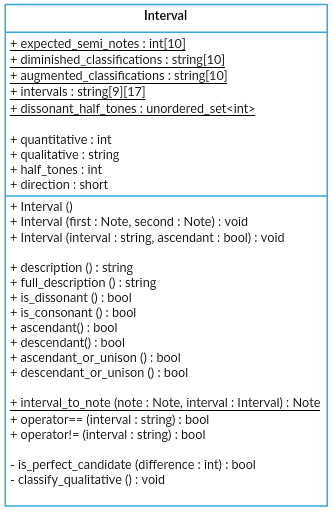 Interval
+ expected_semi_notes : int[10]
+ diminished_classifications : string[10]
+ augmented_classifications : string[10]
+ intervals : string[9][17]
+ dissonant_half_tones : unordered_set<int>
+ quantitative : int
+ qualitative : string
+ half_tones : int
+ direction : short
+ Interval ()
+ Interval (first : Note, second : Note) : void
+ Interval (interval : string, ascendant : bool) : void
+ description () : string
+ full_description () : string
+ is_dissonant () : bool
+ is_consonant () : bool
+ ascendant() : bool
+ descendant() : bool
+ ascendant_or_unison () : bool
+ descendant_or_unison () : bool
+ interval_to_note (note : Note, interval : Interval) : Note
+ operator== (interval : string) : bool
+ operator!= (interval : string) : bool
- is_perfect_candidate (difference : int) : bool
- classify_qualitative () : void